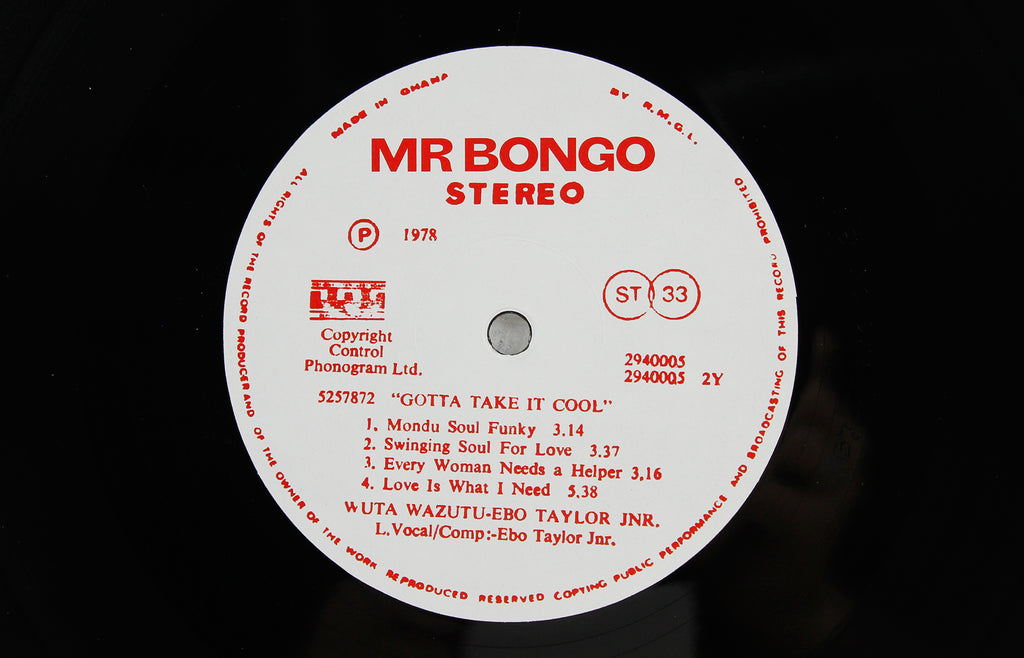 MADE IN GHANA
BY R.M.G.L.
MR BONGO
STEREO
P 1978
ST 33
Copyright
Control
Phonogram Ltd.
2940005
2940005 2Y
5257872 “GOTTA TAKE IT COOL”
1. Mondu Soul Funky 3.14
2. Swinging Soul For Love 3.37
3. Every Woman Needs a Helper 3,16
4. Love Is What I Need 5,38
WUTA WAZUTU-EBO TAYLOR JNR.
L.Vocal/Comp:-Ebo Taylor Jnr.
ALL RIGHTS OF THE RECORD PRODUCER AND OF THE OWNER OF THE WORK REPRODUCED RESERVED COPTING PUBLIC PERFORMANCE AND BROADCASTING OF THIS RECORD PROHIBITED